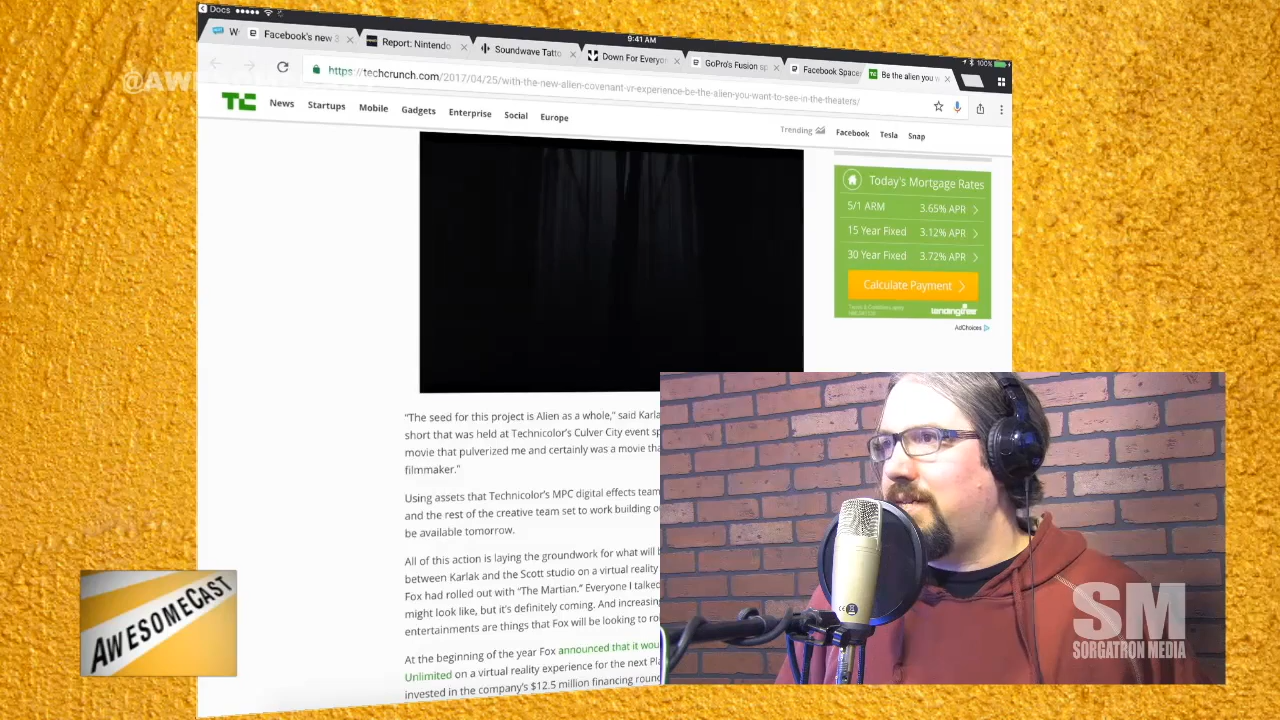 Docs
9:41 AM
100%
W
Facebook's new 3
Report: Nintendo
Soundwave Tatto
Down For Everyon
GoPro's Fusion sp
Facebook Space
Be the alien you w
https://techcrunch.com/2017/04/25/with-the-new-alien-covenant-vr-experience-be-the-alien-you-want-to-see-in-the-theaters/
TC
News Startups Mobile Gadgets Enterprise Social Europe
Trending Facebook Tesla Snap
Today's Mortgage Rates
5/1 ARM 3.65% APR
15 Year Fixed 3.12% APR
30 Year Fixed 3.72% APR
Calculate Payment
lendingtree
AdChoices
"The seed for this project is Alien as a whole," said Karla
short that was held at Technicolor's Culver City event sp
movie that pulverized me and certainly was a movie tha
filmmaker."
Using assets that Technicolor's MPC digital effects team
and the rest of the creative team set to work building o
be available tomorrow.
All of this action is laying the groundwork for what will b
between Karlak and the Scott studio on a virtual reality
Fox had rolled out with "The Martian." Everyone I talked
might look like, but it's definitely coming. And increasing
entertainments are things that Fox will be looking to ro
At the beginning of the year Fox announced that it wou
Unlimited on a virtual reality experience for the next Pla
invested in the company's $12.5 million financing roun
AWESOMECAST
SM
SORGATRON MEDIA